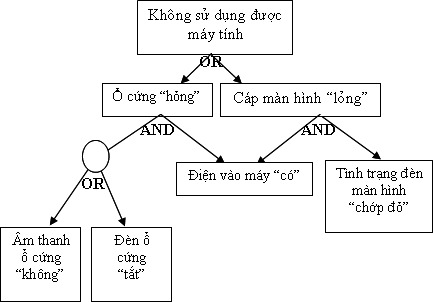 Không sử dụng được
máy tính
OR
Ổ cứng “hỏng”
Cáp màn hình “lỏng”
AND
AND
OR
Điện vào máy “có”
Tình trạng đèn
màn hình
“chớp đỏ”
Âm thanh
ổ cứng
“không”
Đèn ổ
cứng
“tắt”